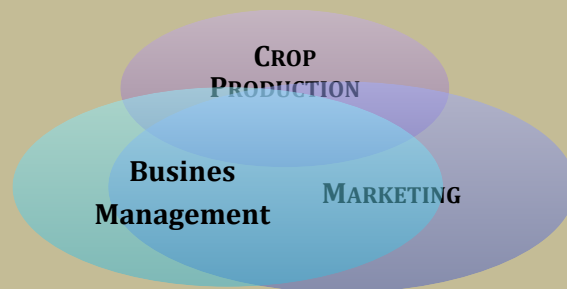 CROP
PRODUCTION
Busines
Management
MARKETING